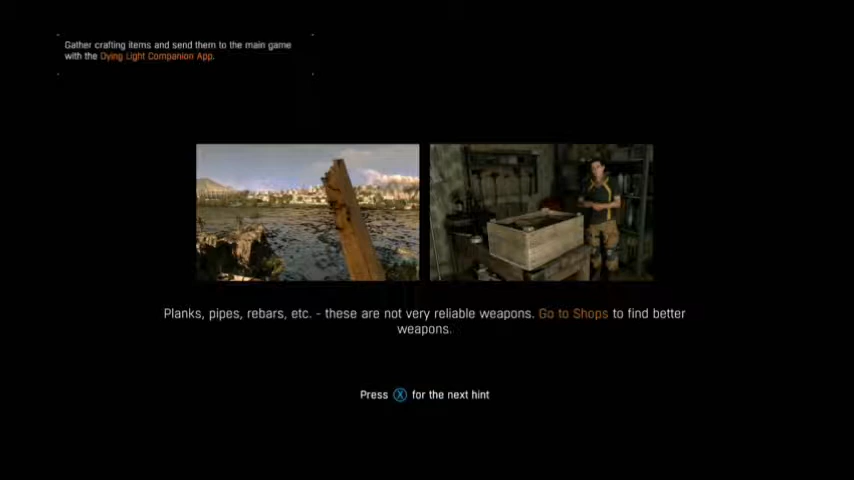 Gather crafting items and send them to the main game
with the Dying Light Companion App.
Planks, pipes, rebars, etc. - these are not very reliable weapons. Go to Shops to find better
weapons.
Press X for the next hint